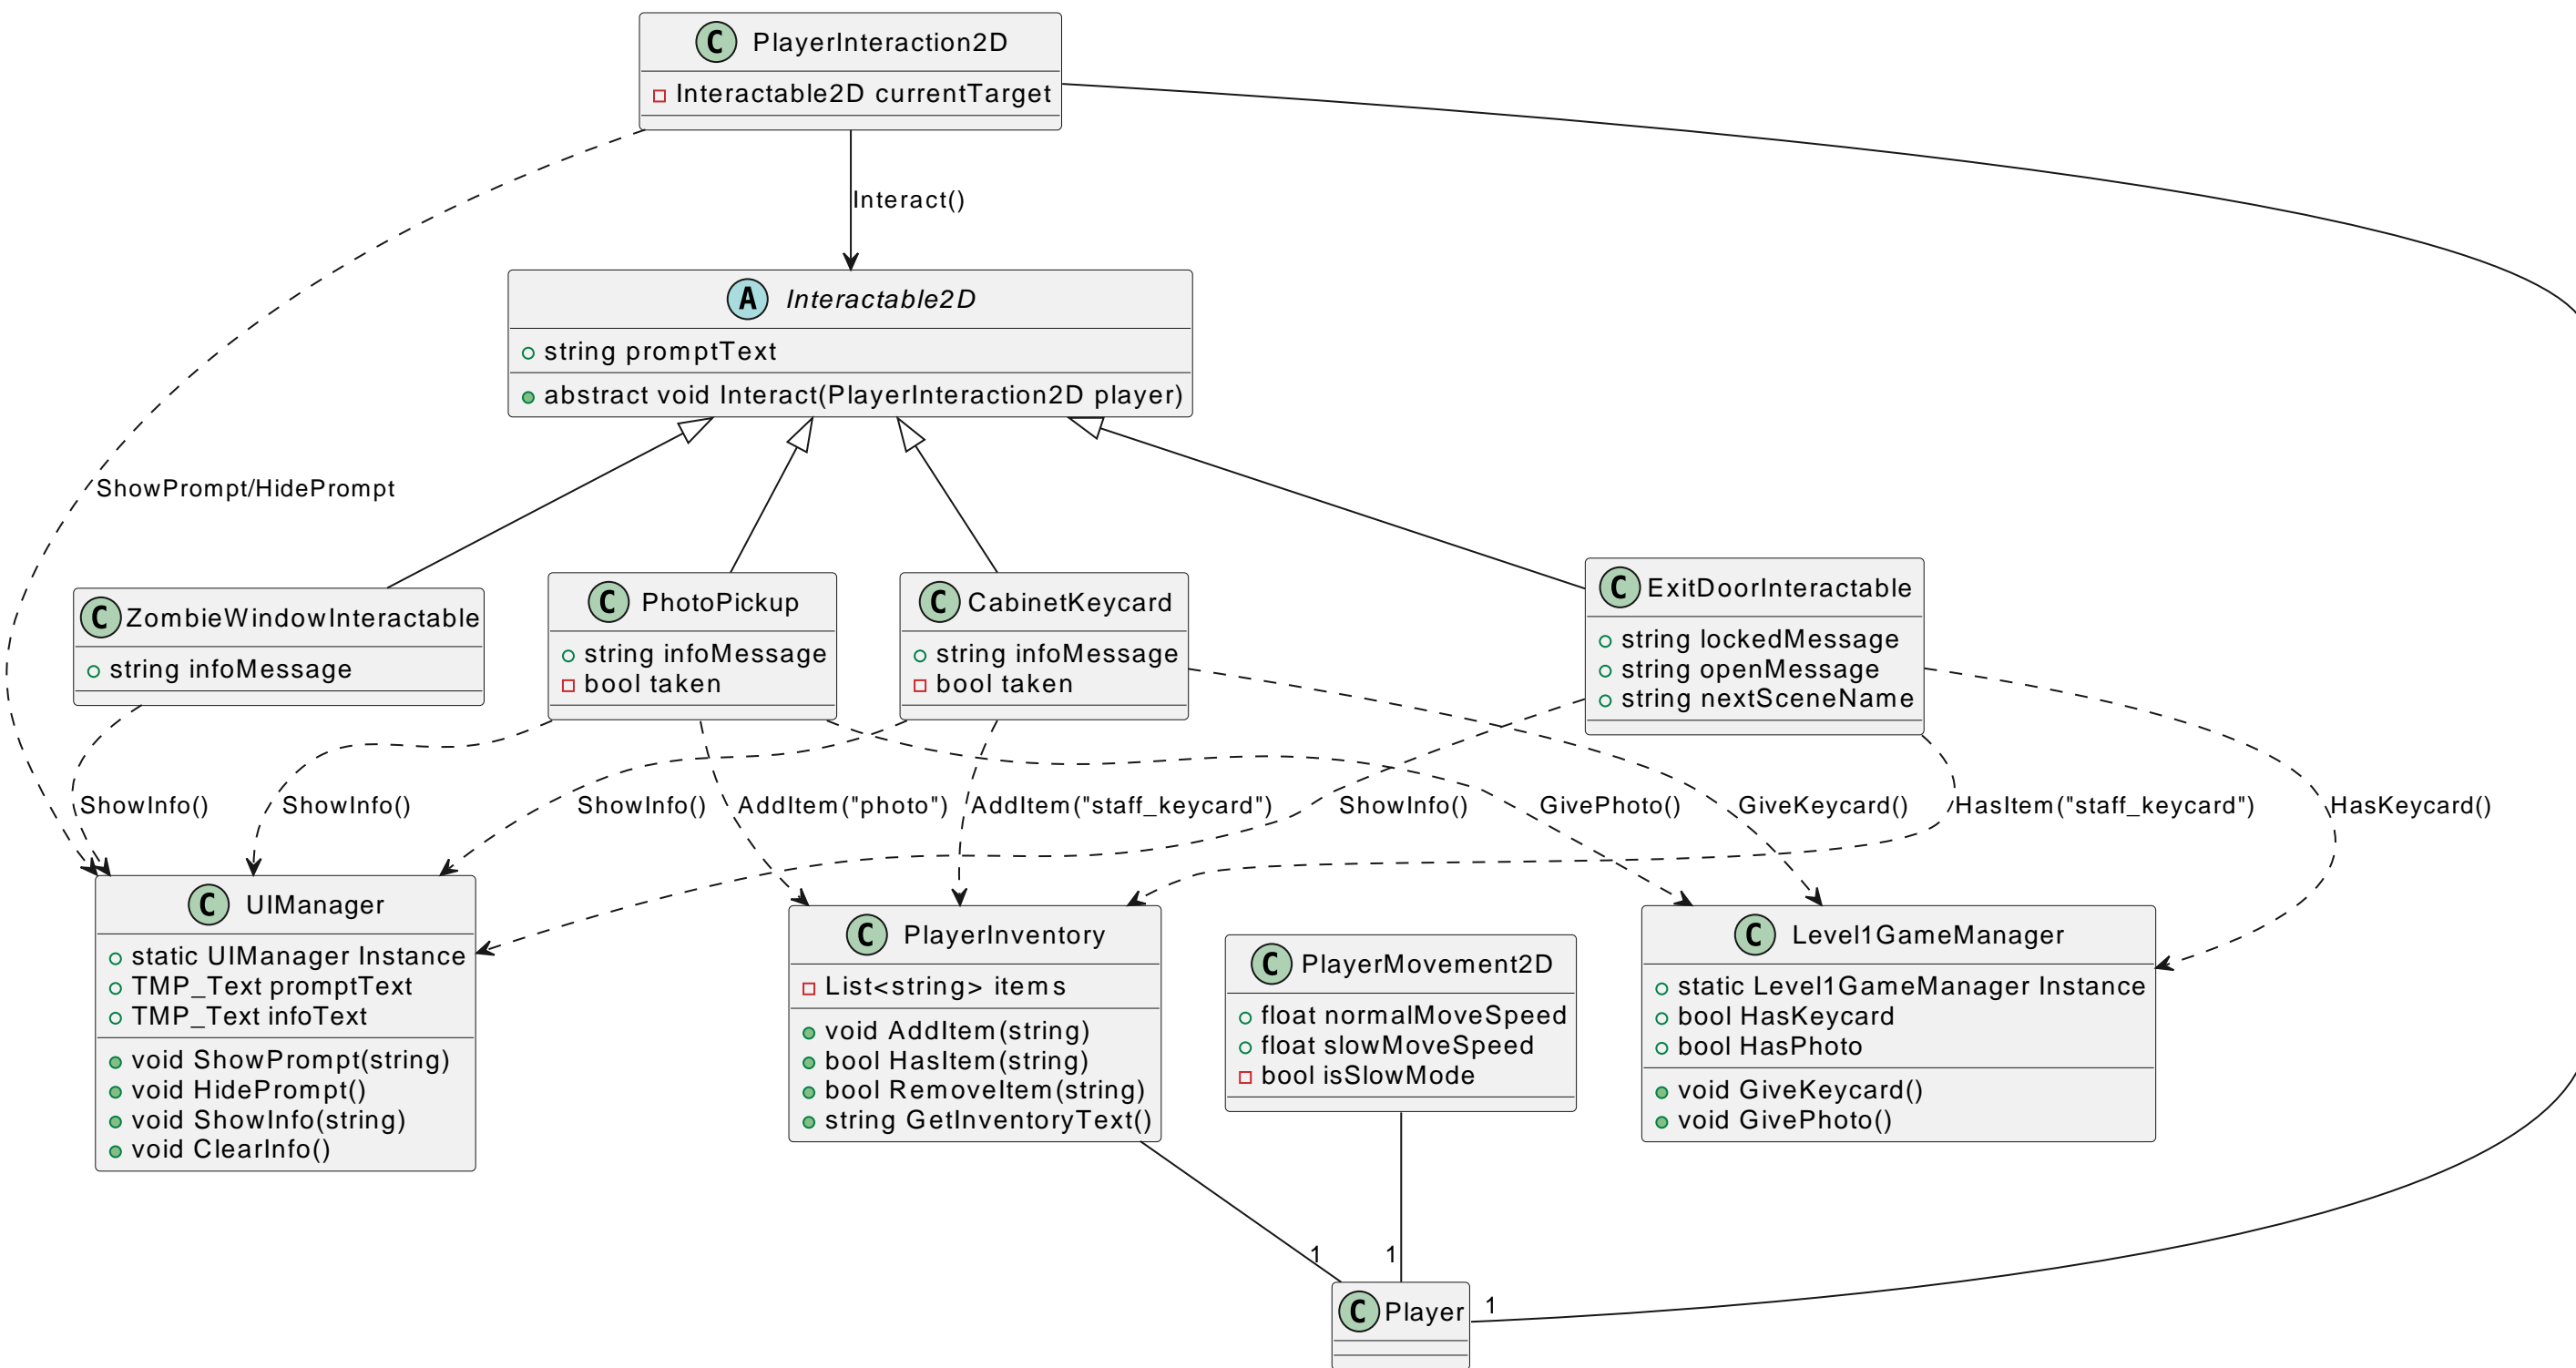 C PlayerInteraction2D
Interactable2D currentTarget
Interact()
A Interactable2D
string promptText
abstract void Interact(PlayerInteraction2D player)
ShowPrompt/HidePrompt
C ZombieWindowInteractable
string infoMessage
C PhotoPickup
string infoMessage
bool taken
C CabinetKeycard
string infoMessage
bool taken
C ExitDoorInteractable
string lockedMessage
string openMessage
string nextSceneName
ShowInfo()
ShowInfo()
ShowInfo()
AddItem("photo")
AddItem("staff_keycard")
ShowInfo()
GivePhoto()
GiveKeycard()
HasItem("staff_keycard")
HasKeycard()
C UIManager
static UIManager Instance
TMP_Text promptText
TMP_Text infoText
void ShowPrompt(string)
void HidePrompt()
void ShowInfo(string)
void ClearInfo()
C PlayerInventory
List<string> items
void AddItem(string)
bool HasItem(string)
bool RemoveItem(string)
string GetInventoryText()
C PlayerMovement2D
float normalMoveSpeed
float slowMoveSpeed
bool isSlowMode
C Level1GameManager
static Level1GameManager Instance
bool HasKeycard
bool HasPhoto
void GiveKeycard()
void GivePhoto()
1
1
1
C Player